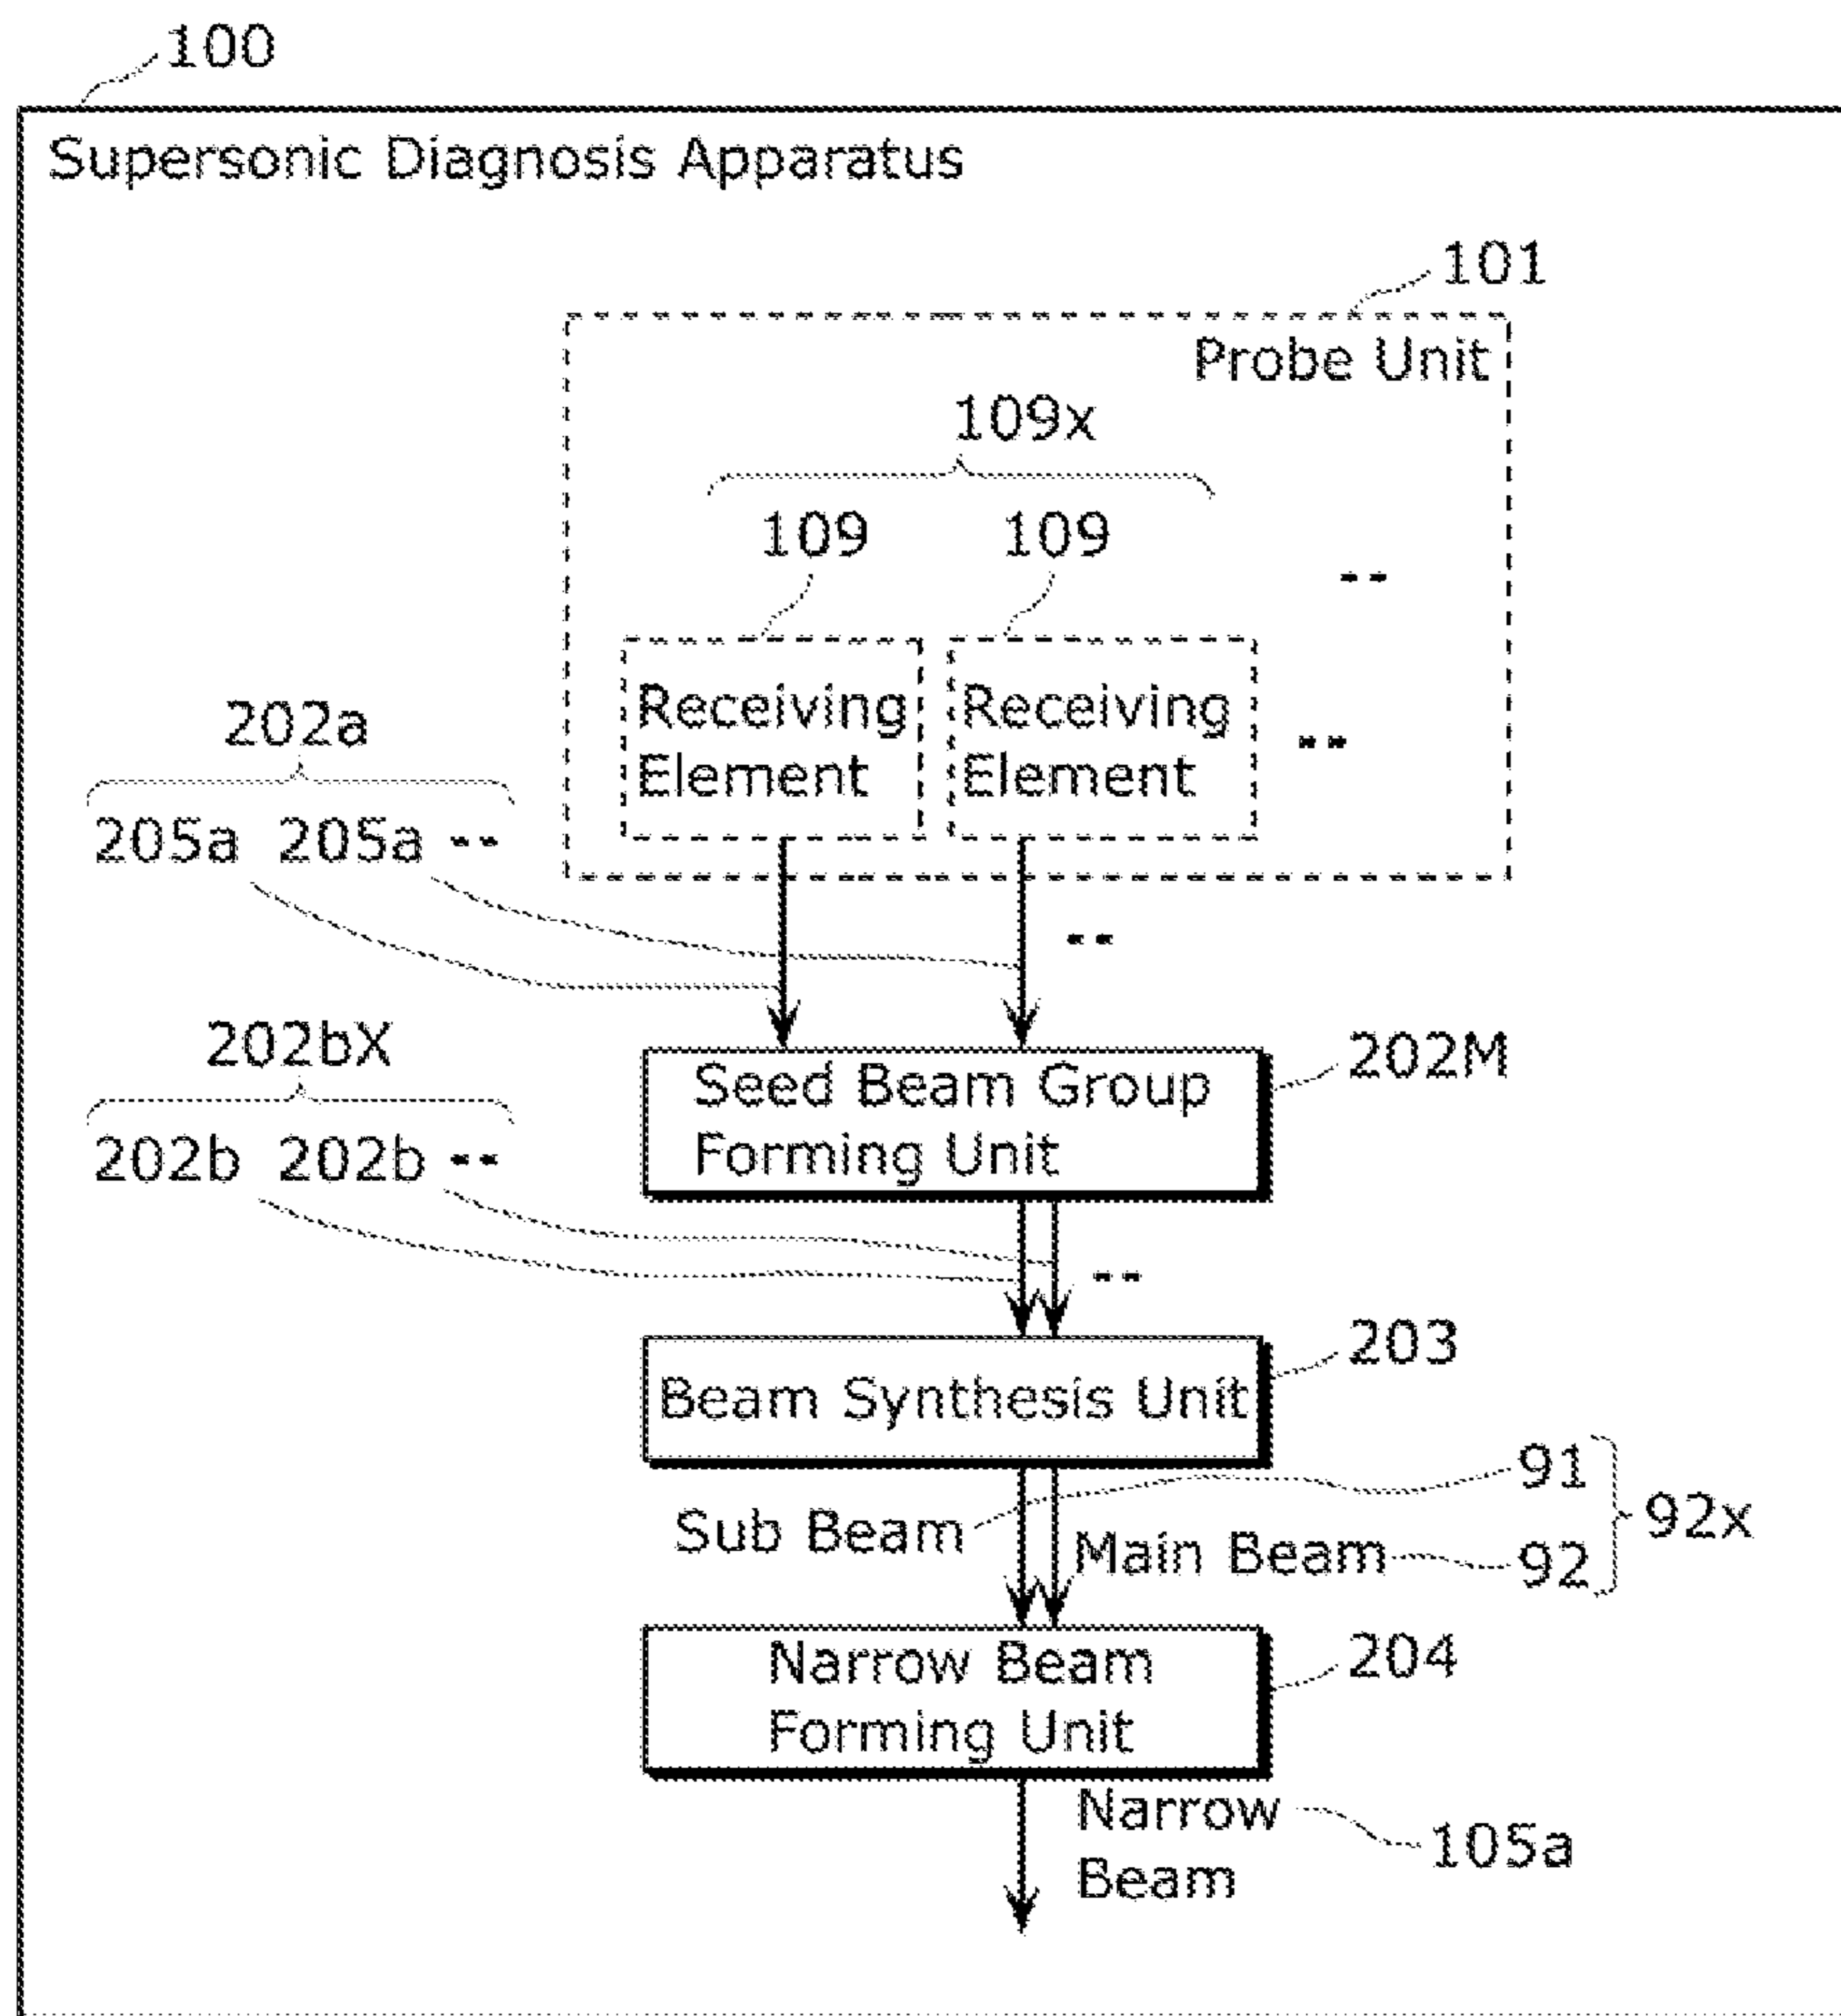 100
Supersonic Diagnosis Apparatus
101
Probe Unit
109x
109 109
--
Receiving Element
Receiving Element
--
202a
205a 205a --
--
202bX
202b 202b --
Seed Beam Group
Forming Unit
202M
--
Beam Synthesis Unit
203
Sub Beam
91
Main Beam
92
92x
Narrow Beam
Forming Unit
204
Narrow
Beam
105a